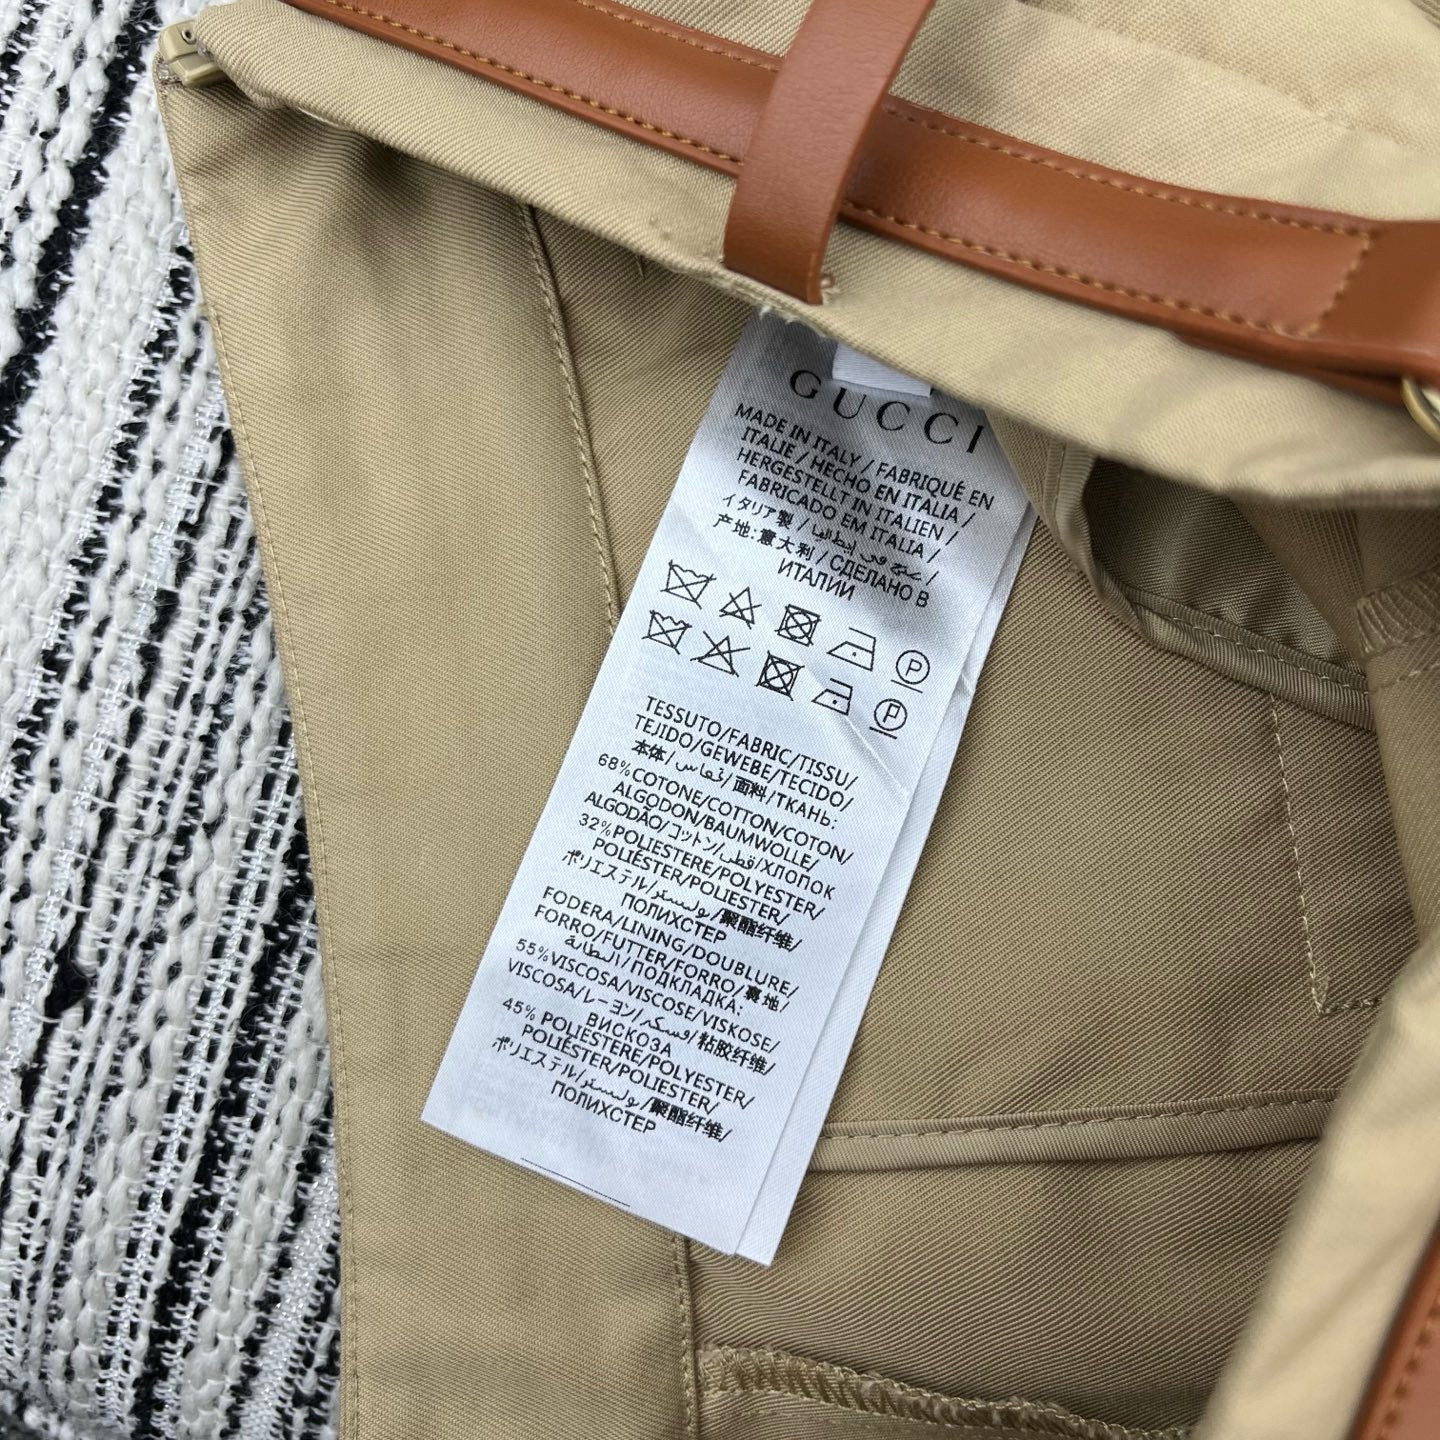 GUCCI
MADE IN ITALY / FABRIQUÉ EN
ITALIE / HECHO EN ITALIA /
HERGESTELLT IN ITALIEN /
FABRICADO EM ITALIA /
イタリア製 / صنع في إيطاليا /
产地:意大利 / СДЕЛАНО В
ИТАЛИИ
P
P
TESSUTO/FABRIC/TISSU/
TEJIDO/GEWEBE/TECIDO/
本体/قماش/面料/ТКАНЬ:
68%COTONE/COTTON/COTON/
ALGODON/BAUMWOLLE/
ALGODÃO/コットン/قطن/ХЛОПОК
32%POLIESTERE/POLYESTER/
POLIÉSTER/POLIESTER/
ポリエステル/بوليستر/聚酯纤维/
ПОЛИХСТЕР
FODERA/LINING/DOUBLURE/
FORRO/FUTTER/FORRO/裏地/
البطانة/ПОДКЛАДКА:
55%VISCOSA/VISCOSE/VISKOSE/
VISCOSA/レーヨン/فسكر/粘胶纤维/
ВИСКОЗА
45% POLIESTERE/POLYESTER/
POLIÉSTER/POLIESTER/
ポリエステル/بوليستر/聚酯纤维/
ПОЛИХСТЕР